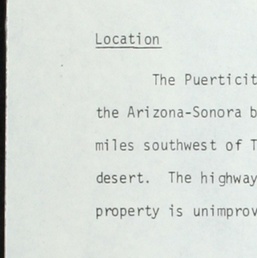 Location
The Puerticit
the Arizona-Sonora b
miles southwest of T
desert. The highway
property is unimprov